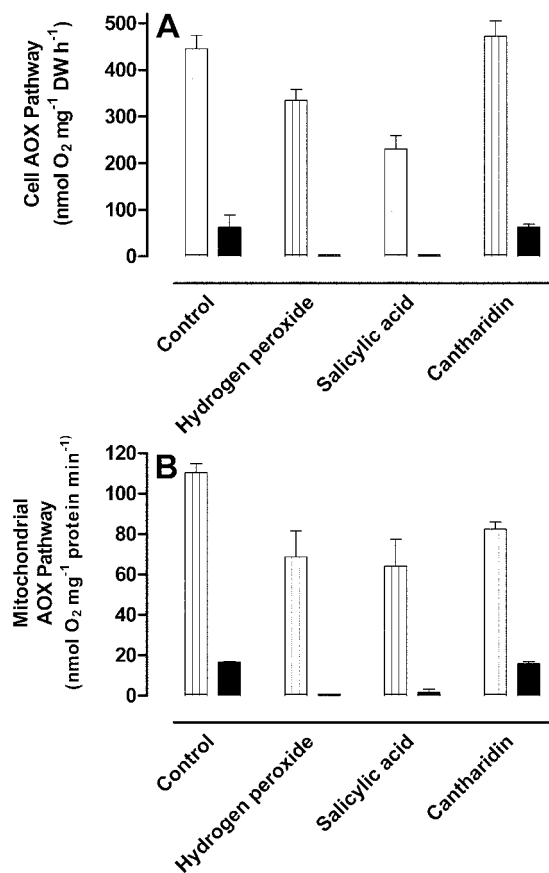 A
Cell AOX Pathway
(nmol O₂ mg⁻¹ DW h⁻¹)
500
400
300
200
100
0
Control
Hydrogen peroxide
Salicylic acid
Cantharidin
B
Mitochondrial
AOX Pathway
(nmol O₂ mg⁻¹ protein min⁻¹)
120
100
80
60
40
20
0
Control
Hydrogen peroxide
Salicylic acid
Cantharidin